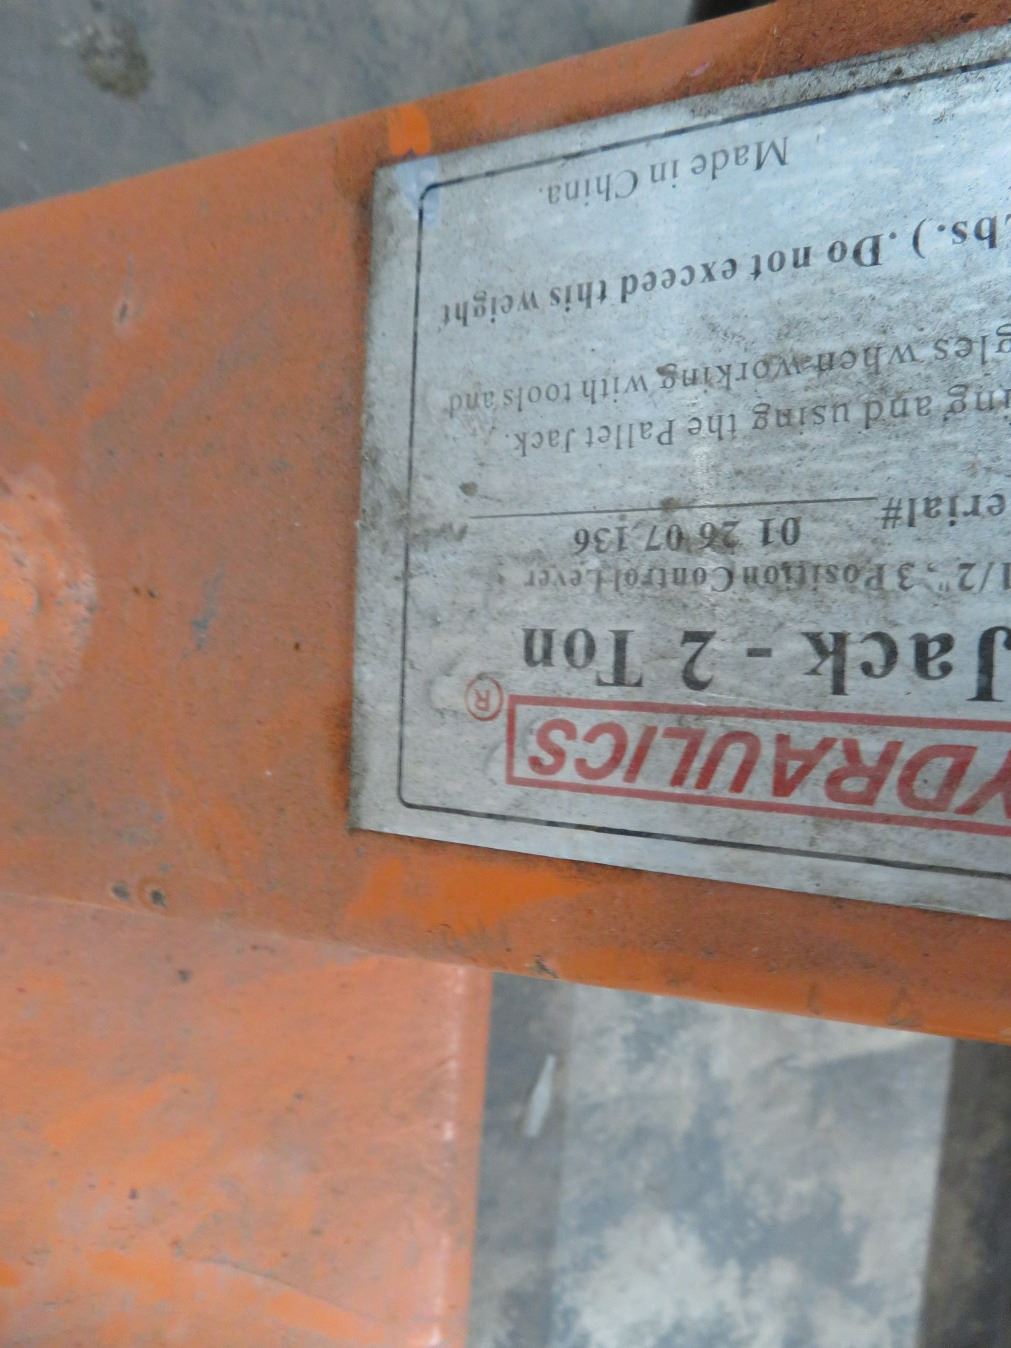 YDRAULICS ®
Jack - 2 Ton
1/2", 3 Position Control Lever
erial# 01 26 07 136
ing and using the Pallet Jack.
gles when working with tools and
Lbs.). Do not exceed this weight
Made in China.